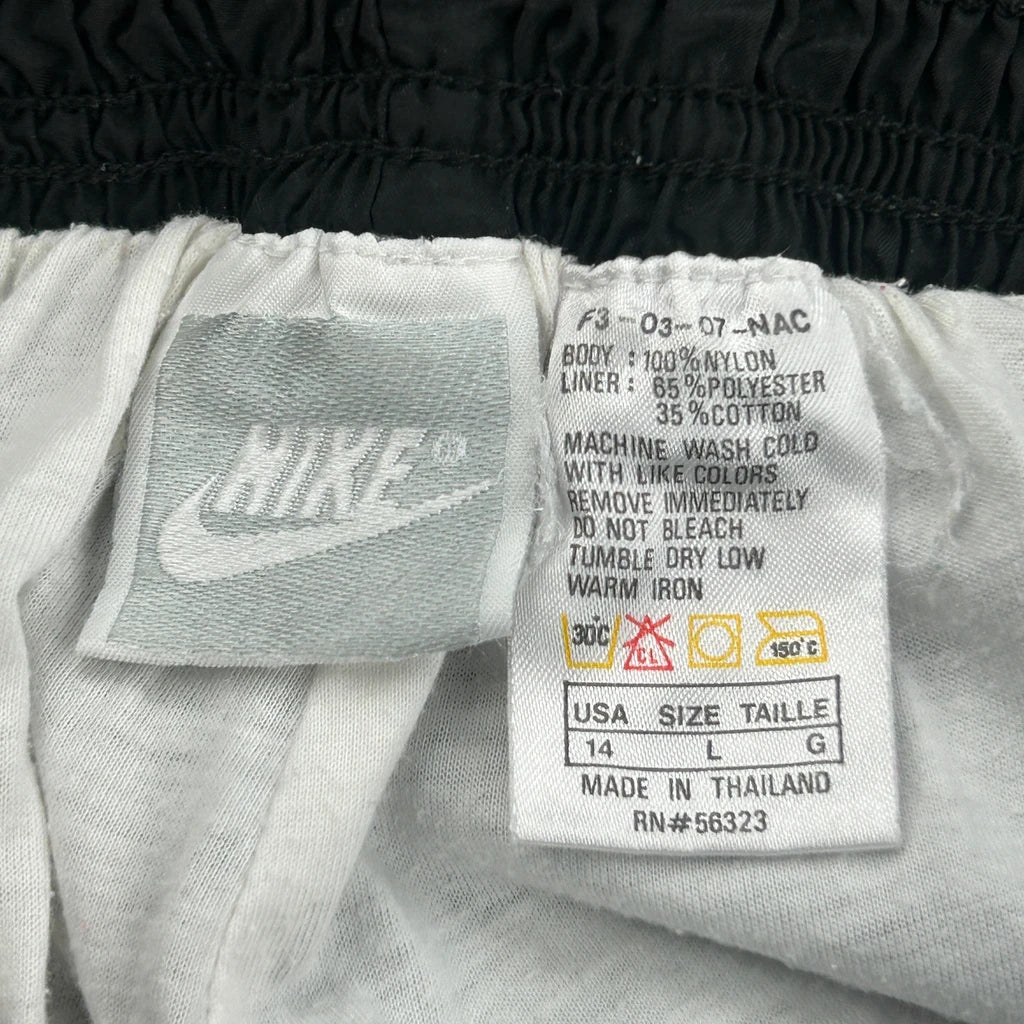 NIKE®
F3-03-07-NAC
BODY : 100%NYLON
LINER : 65%POLYESTER
35%COTTON
MACHINE WASH COLD
WITH LIKE COLORS
REMOVE IMMEDIATELY
DO NOT BLEACH
TUMBLE DRY LOW
WARM IRON
30°C CL 150°C
USA SIZE TAILLE
14 L G
MADE IN THAILAND
RN#56323